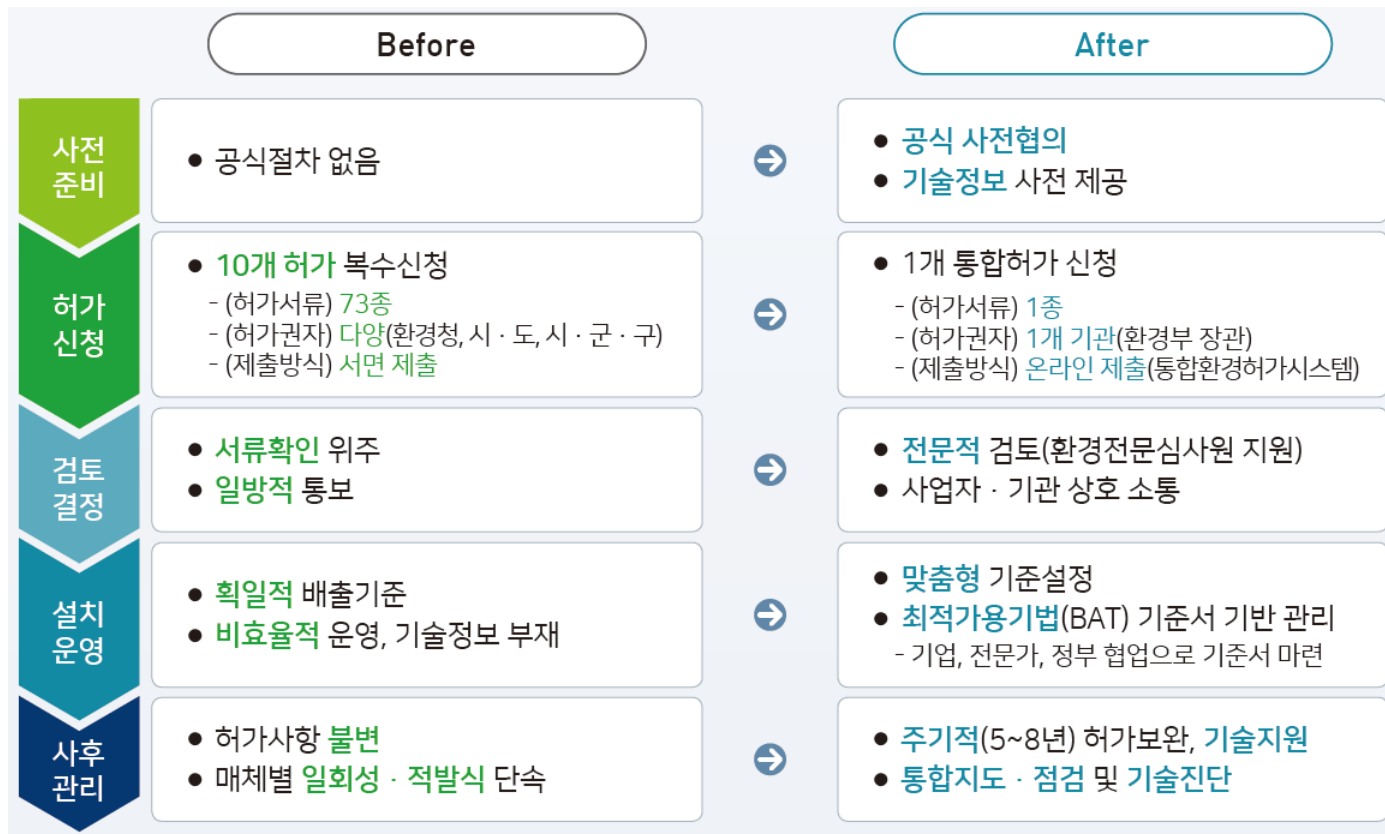 Before
After
사전
준비
● 공식절차 없음
● 공식 사전협의
● 기술정보 사전 제공
허가
신청
● 10개 허가 복수신청
- (허가서류) 73종
- (허가권자) 다양(환경청, 시 · 도, 시 · 군 · 구)
- (제출방식) 서면 제출
● 1개 통합허가 신청
- (허가서류) 1종
- (허가권자) 1개 기관(환경부 장관)
- (제출방식) 온라인 제출(통합환경허가시스템)
검토
결정
● 서류확인 위주
● 일방적 통보
● 전문적 검토(환경전문심사원 지원)
● 사업자 · 기관 상호 소통
설치
운영
● 획일적 배출기준
● 비효율적 운영, 기술정보 부재
● 맞춤형 기준설정
● 최적가용기법(BAT) 기준서 기반 관리
- 기업, 전문가, 정부 협업으로 기준서 마련
사후
관리
● 허가사항 불변
● 매체별 일회성 · 적발식 단속
● 주기적(5~8년) 허가보완, 기술지원
● 통합지도 · 점검 및 기술진단